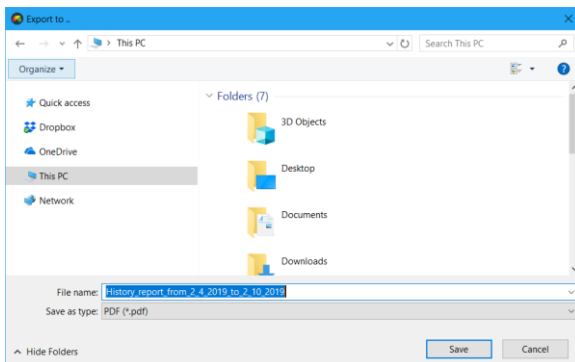 Export to ..
This PC
Search This PC
Organize
Quick access
Dropbox
OneDrive
This PC
Network
Folders (7)
3D Objects
Desktop
Documents
Downloads
File name: History_report_from_2_4_2019_to_2_10_2019
Save as type: PDF (*.pdf)
Hide Folders
Save
Cancel